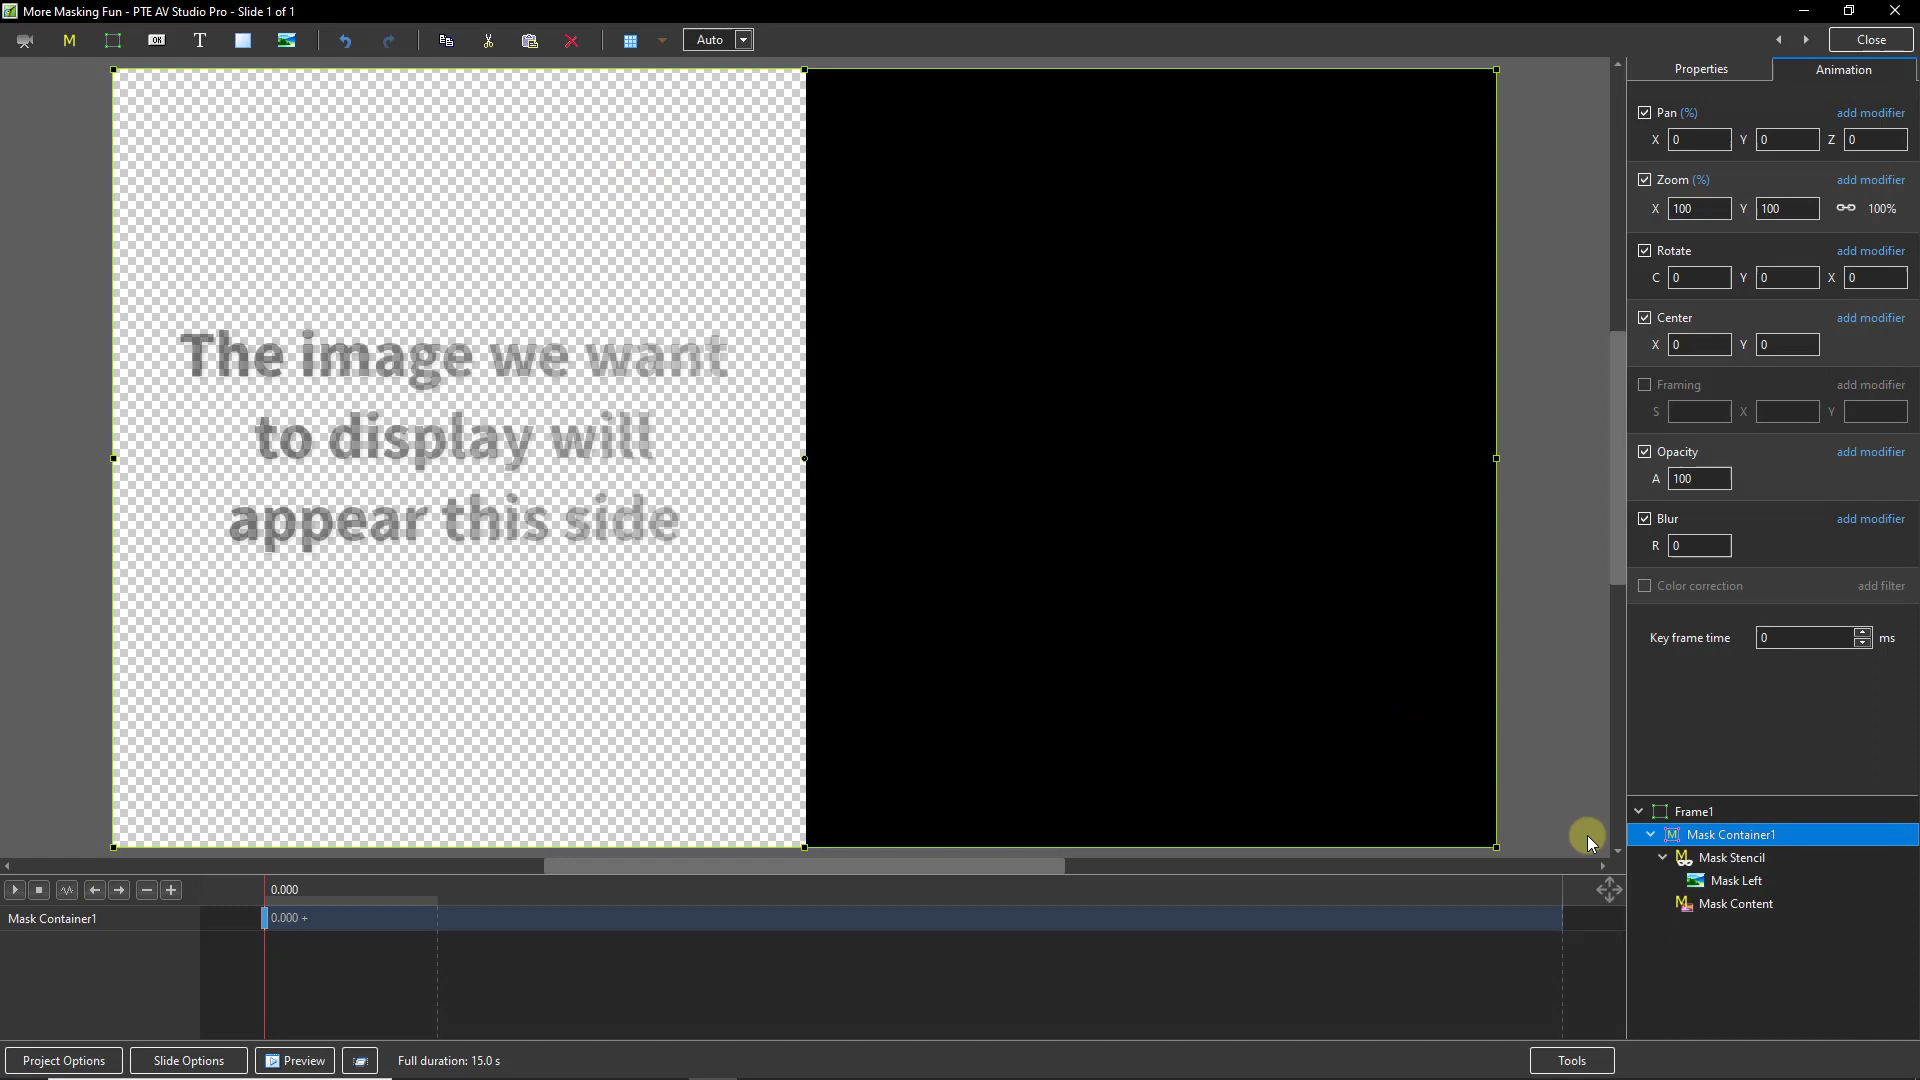 More Masking Fun - PTE AV Studio Pro - Slide 1 of 1
M
OK
T
Auto
Close
Properties
Animation
Pan (%)
add modifier
X 0 Y 0 Z 0
Zoom (%)
add modifier
X 100 Y 100 100%
Rotate
add modifier
C 0 Y 0 X 0
Center
add modifier
X 0 Y 0
Framing
add modifier
S X Y
Opacity
add modifier
A 100
Blur
add modifier
R 0
Color correction
add filter
Key frame time 0 ms
The image we want
to display will
appear this side
Frame1
M Mask Container1
M Mask Stencil
Mask Left
M Mask Content
0.000
Mask Container1
0.000 +
Project Options
Slide Options
Preview
Full duration: 15.0 s
Tools